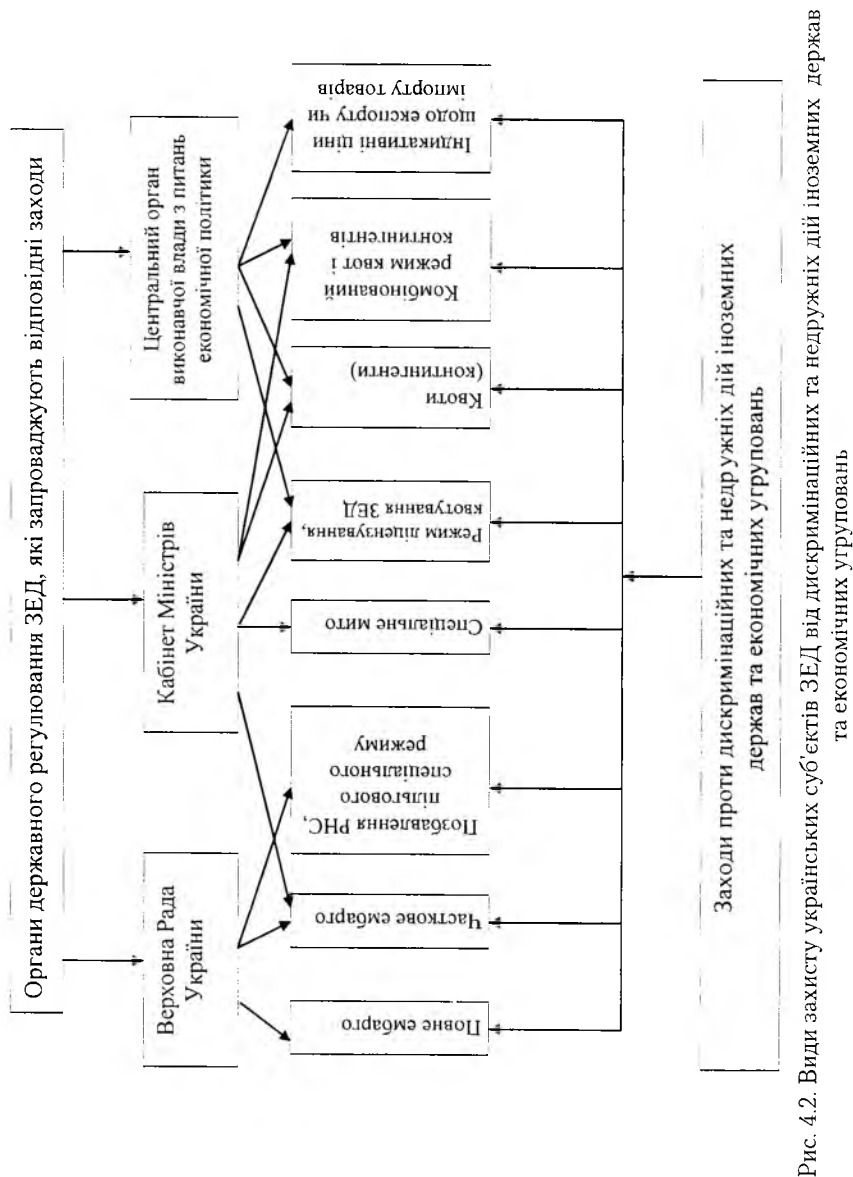 Органи державного регулювання ЗЕД, які запроваджують відповідні заходи
Верховна Рада
України
Кабінет Міністрів
України
Центральний орган
виконавчої влади з питань
економічної політики
Повне ембарго
Часткове ембарго
Позбавлення РНС,
пільгового
спеціального
режиму
Спеціальне мито
Режим ліцензування,
квотування ЗЕД
Квоти
(контингенти)
Комбінований
режим квот і
контингентів
Індикативні ціни
щодо експорту чи
імпорту товарів
Заходи проти дискримінаційних та недружніх дій іноземних
держав та економічних угруповань
Рис. 4.2. Види захисту українських суб'єктів ЗЕД від дискримінаційних та недружніх дій іноземних держав
та економічних угруповань